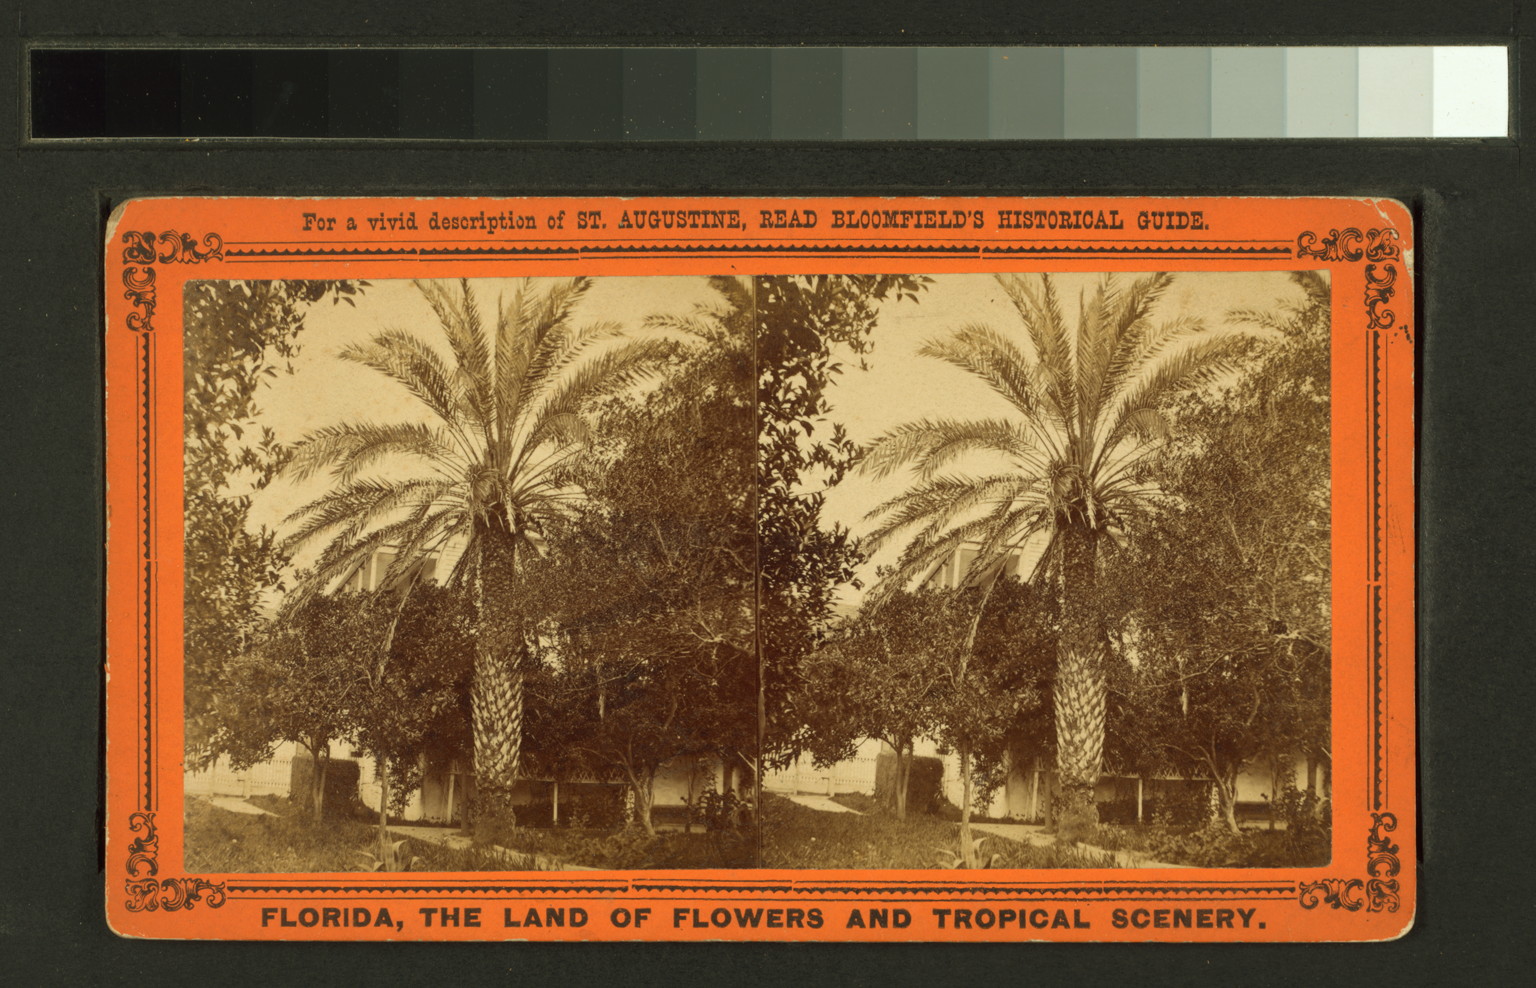 For a vivid description of ST. AUGUSTINE, READ BLOOMFIELD'S HISTORICAL GUIDE.
FLORIDA, THE LAND OF FLOWERS AND TROPICAL SCENERY.